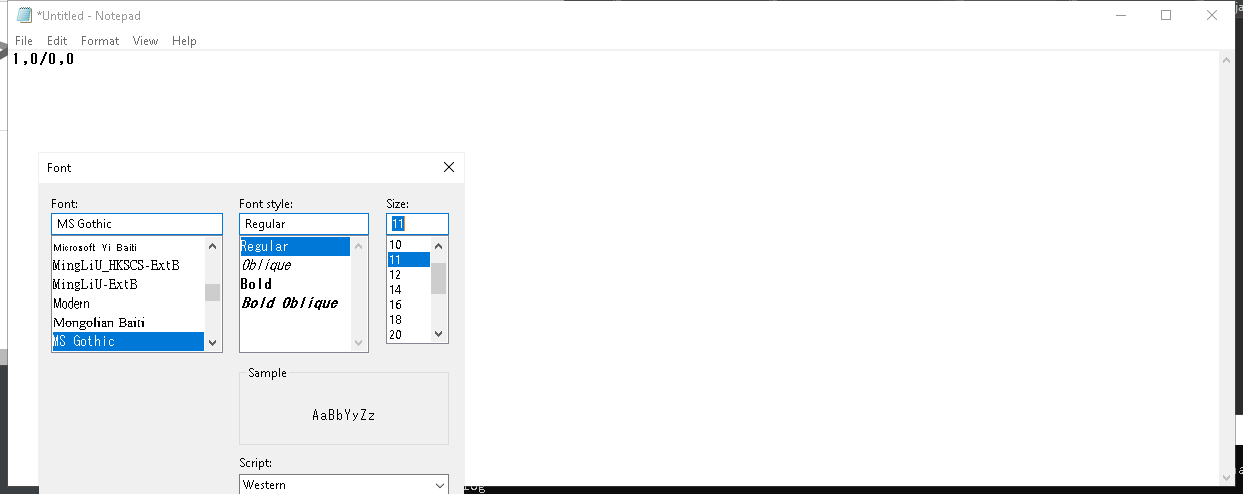 *Untitled - Notepad
File Edit Format View Help
1,0/0,0
Font
Font: Font style: Size:
MS Gothic Regular 11
Microsoft Yi Baiti Regular 10
MingLiU_HKSCS-ExtB Oblique 11
MingLiU-ExtB Bold 12
Modern Bold Oblique 14
Mongolian Baiti 16
MS Gothic 18
20
Sample
AaBbYyZz
Script:
Western